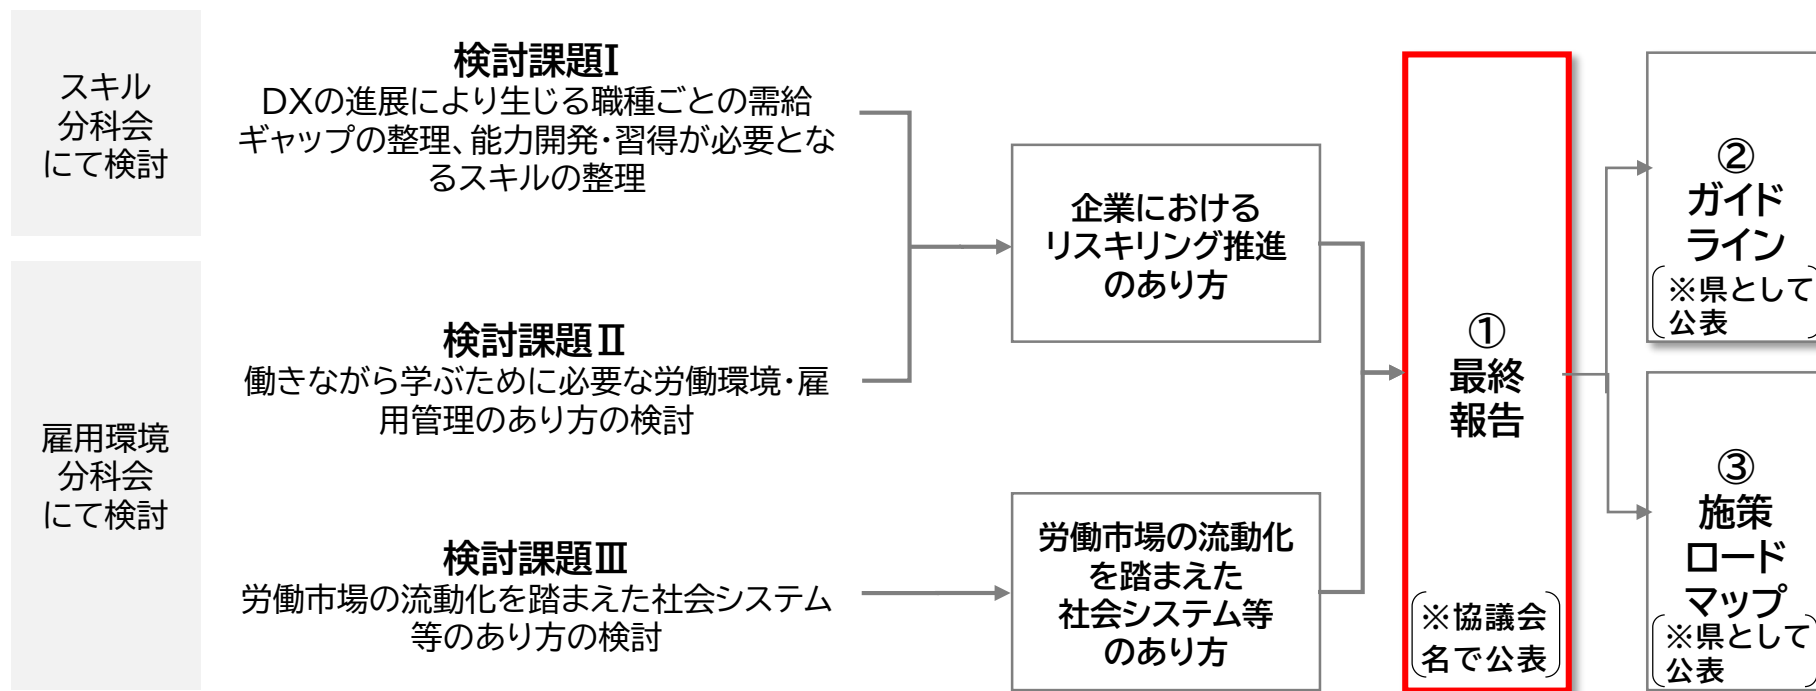 スキル
分科会
にて検討
検討課題Ⅰ
DXの進展により生じる職種ごとの需給
ギャップの整理、能力開発・習得が必要とな
るスキルの整理
雇用環境
分科会
にて検討
検討課題Ⅱ
働きながら学ぶために必要な労働環境・雇
用管理のあり方の検討
検討課題Ⅲ
労働市場の流動化を踏まえた社会システム
等のあり方の検討
企業における
リスキリング推進
のあり方
労働市場の流動化
を踏まえた
社会システム等
のあり方
①
最終
報告
※協議会
名で公表
②
ガイド
ライン
※県として
公表
③
施策
ロード
マップ
※県として
公表